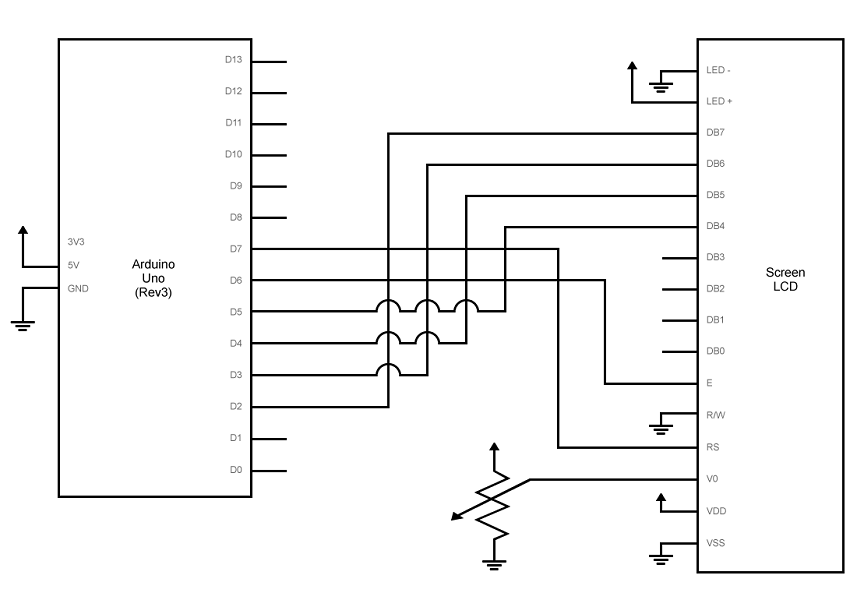 D13
D12
D11
D10
D9
D8
D7
D6
D5
D4
D3
D2
D1
D0
3V3
5V
GND
Arduino
Uno
(Rev3)
LED -
LED +
DB7
DB6
DB5
DB4
DB3
DB2
DB1
DB0
E
R/W
RS
V0
VDD
VSS
Screen
LCD